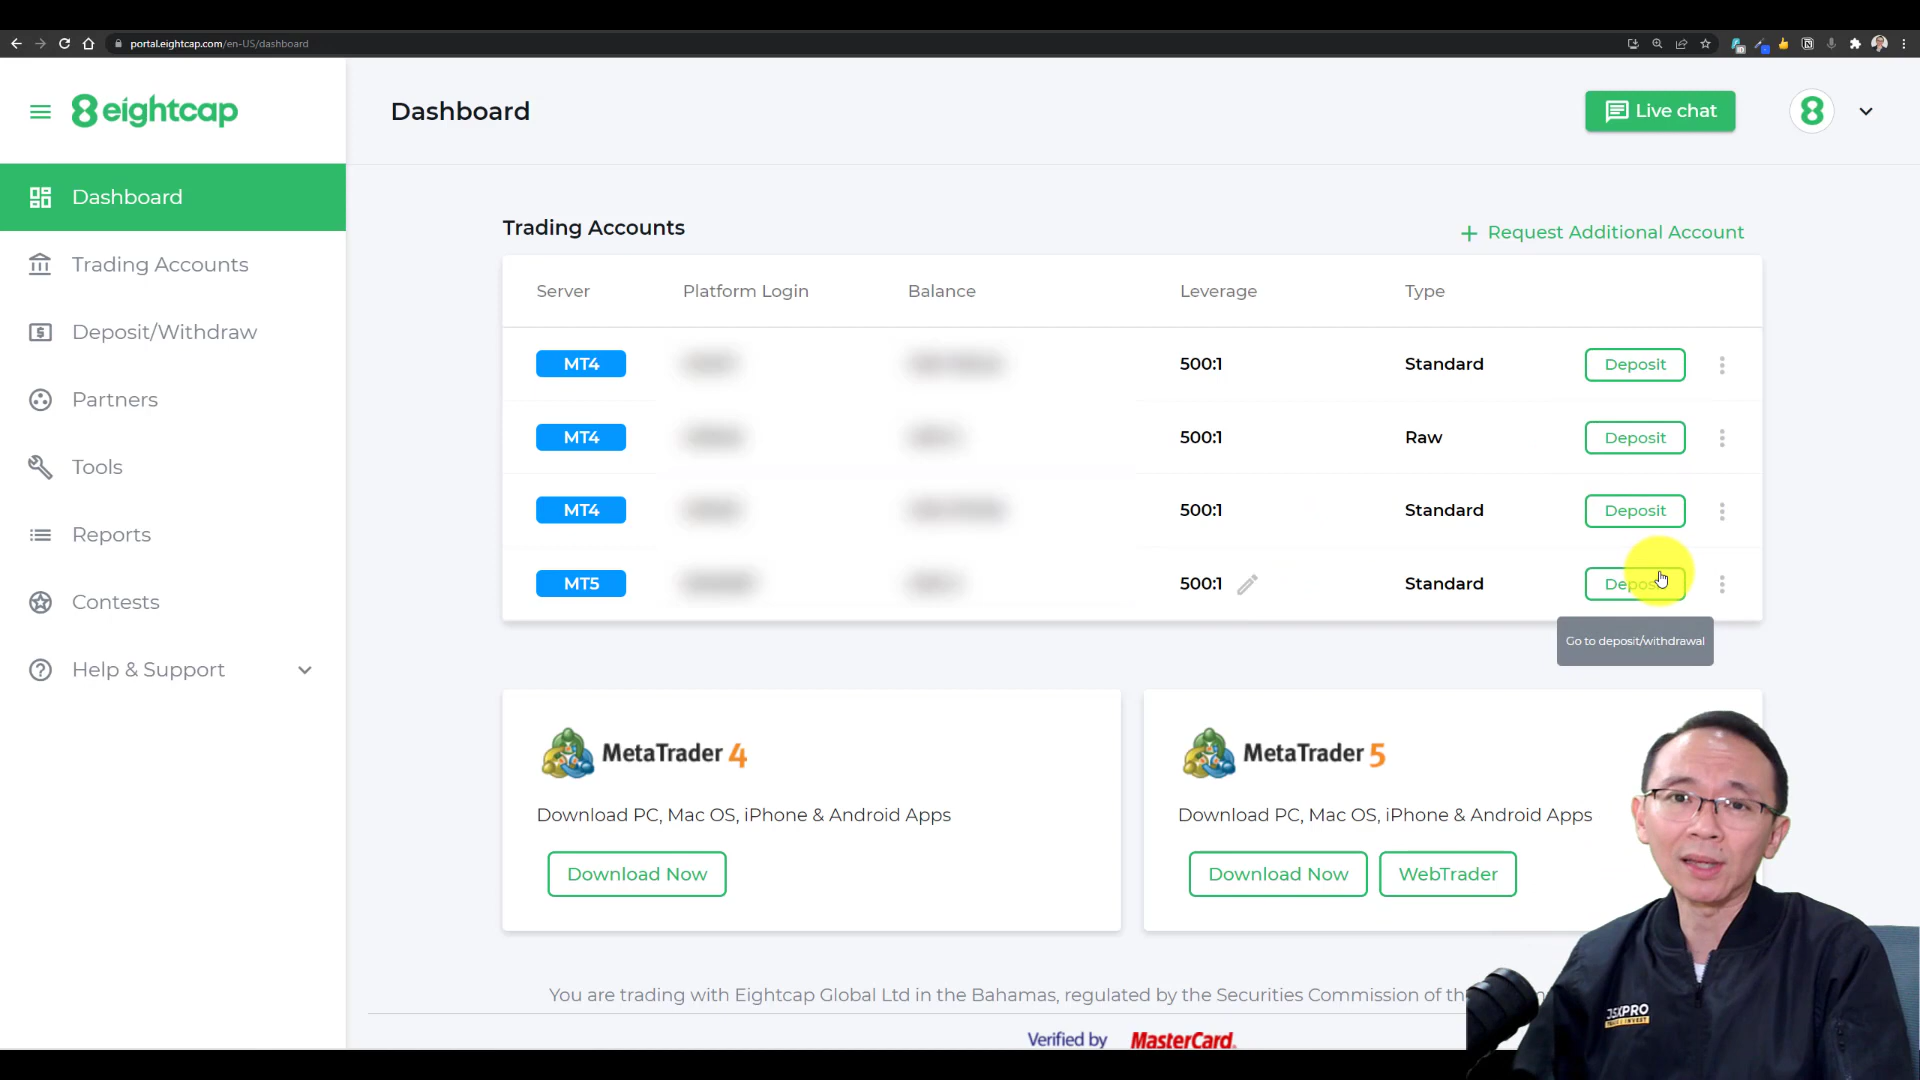 portal.eightcap.com/en-US/dashboard
8 eightcap
Dashboard
Live chat
8
Dashboard
Trading Accounts
Deposit/Withdraw
Partners
Tools
Reports
Contests
Help & Support
Trading Accounts
+ Request Additional Account
Server Platform Login Balance Leverage Type
MT4 500:1 Standard Deposit
MT4 500:1 Raw Deposit
MT4 500:1 Standard Deposit
MT5 500:1 Standard Deposit
Go to deposit/withdrawal
MetaTrader 4
Download PC, Mac OS, iPhone & Android Apps
Download Now
MetaTrader 5
Download PC, Mac OS, iPhone & Android Apps
Download Now
WebTrader
You are trading with Eightcap Global Ltd in the Bahamas, regulated by the Securities Commission of
Verified by MasterCard.
JSXPRO